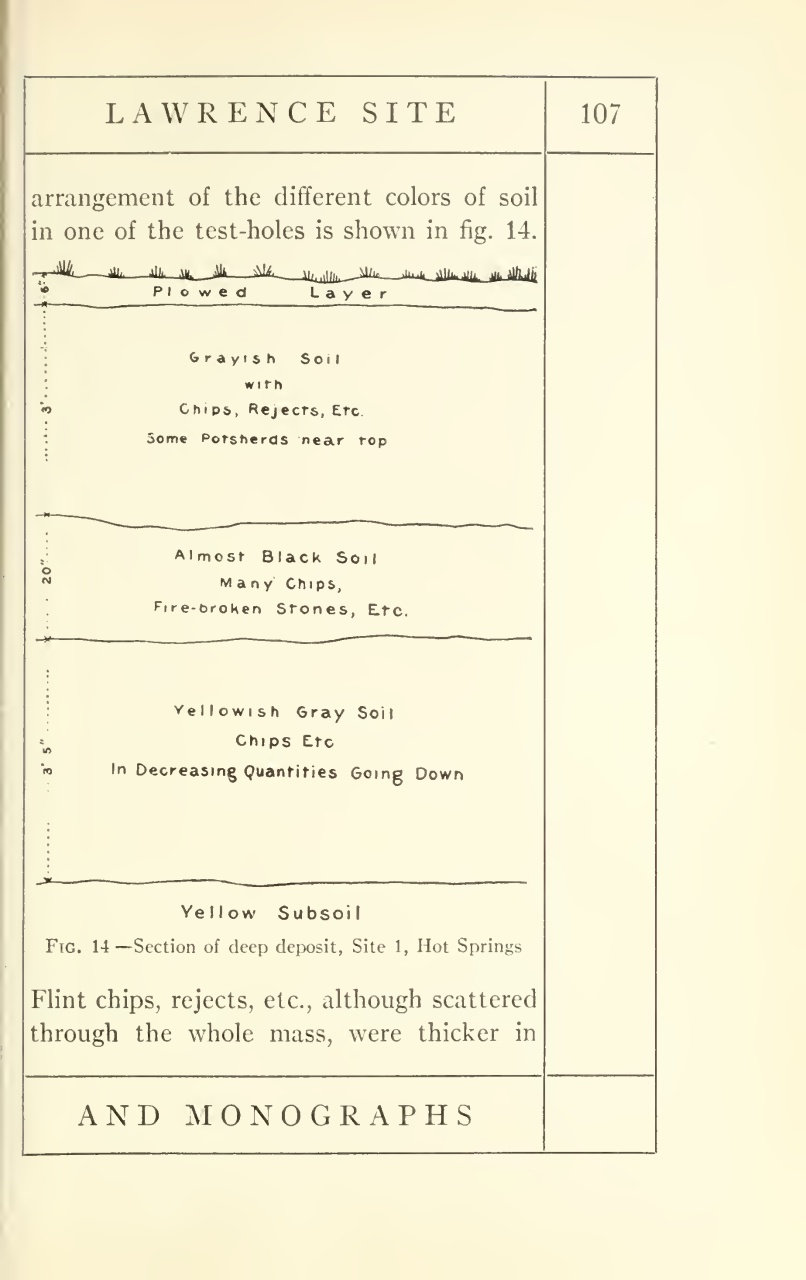 LAWRENCE SITE
107
arrangement of the different colors of soil
in one of the test-holes is shown in fig. 14.
Plowed Layer
6"
Grayish Soil
with
Chips, Rejects, Etc.
3'
Some Potsherds near top
Almost Black Soil
20"
Many Chips,
Fire-broken Stones, Etc.
Yellowish Gray Soil
Chips Etc
3' 5"
In Decreasing Quantities Going Down
Yellow Subsoil
FIG. 14—Section of deep deposit, Site 1, Hot Springs
Flint chips, rejects, etc., although scattered
through the whole mass, were thicker in
AND MONOGRAPHS